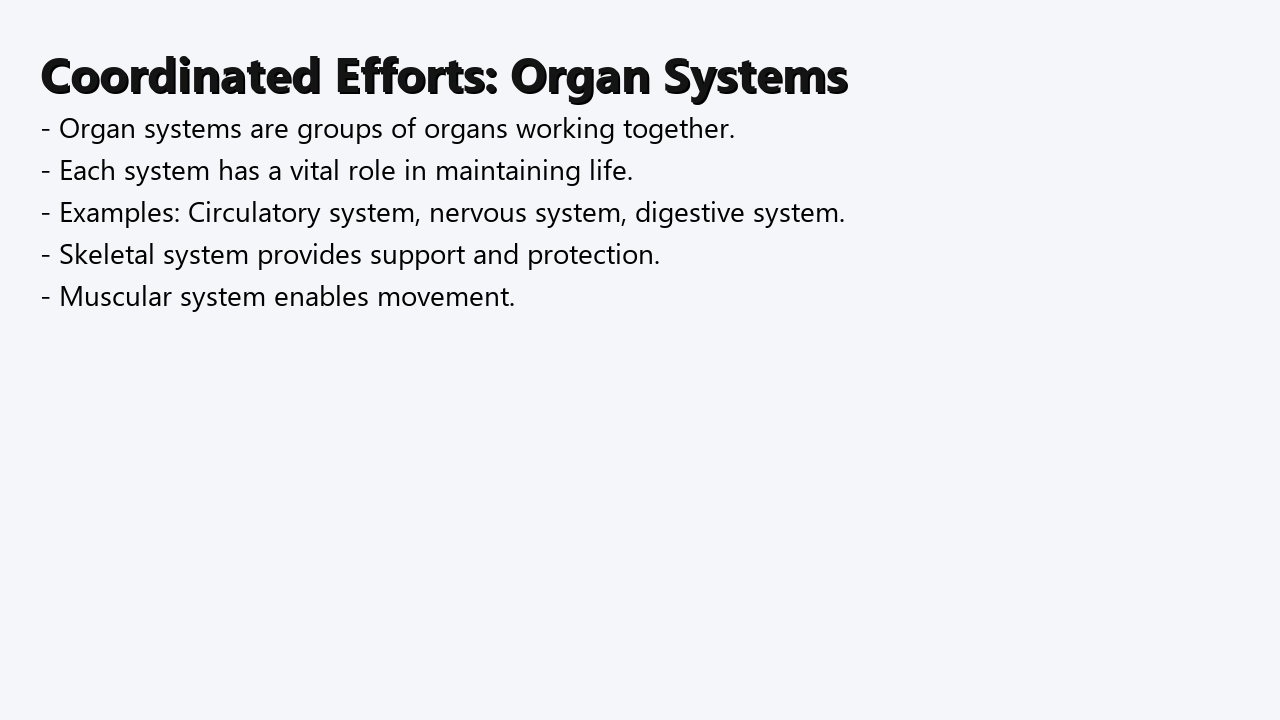 Coordinated Efforts: Organ Systems
- Organ systems are groups of organs working together.
- Each system has a vital role in maintaining life.
- Examples: Circulatory system, nervous system, digestive system.
- Skeletal system provides support and protection.
- Muscular system enables movement.